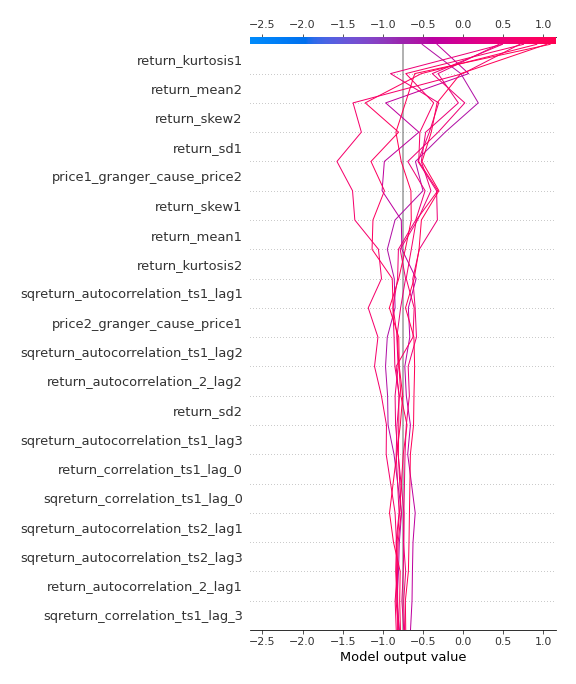 −2.5 −2.0 −1.5 −1.0 −0.5 0.0 0.5 1.0
return_kurtosis1
return_mean2
return_skew2
return_sd1
price1_granger_cause_price2
return_skew1
return_mean1
return_kurtosis2
sqreturn_autocorrelation_ts1_lag1
price2_granger_cause_price1
sqreturn_autocorrelation_ts1_lag2
return_autocorrelation_2_lag2
return_sd2
sqreturn_autocorrelation_ts1_lag3
return_correlation_ts1_lag_0
sqreturn_correlation_ts1_lag_0
sqreturn_autocorrelation_ts2_lag1
sqreturn_autocorrelation_ts2_lag3
return_autocorrelation_2_lag1
sqreturn_correlation_ts1_lag_3
−2.5 −2.0 −1.5 −1.0 −0.5 0.0 0.5 1.0
Model output value